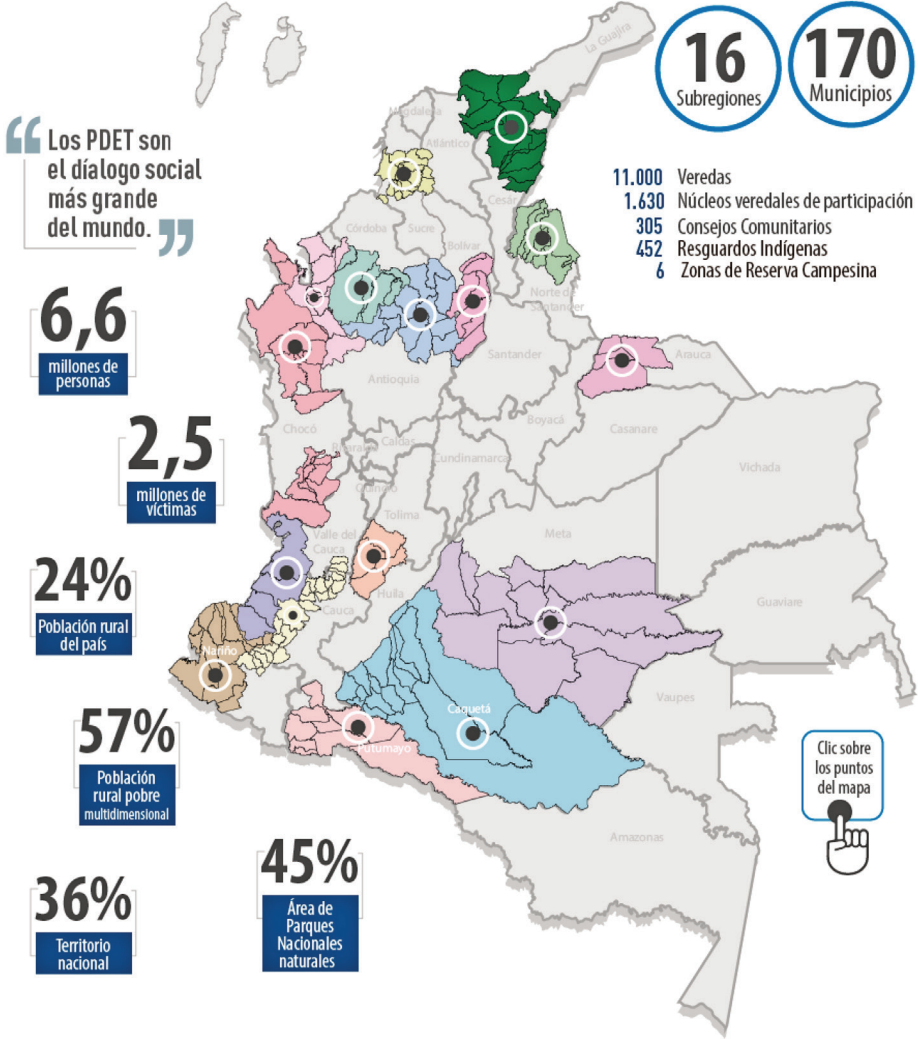 16
Subregiones
170
Municipios
“ Los PDET son
el díalogo social
más grande
del mundo. ”
11.000 Veredas
1.630 Núcleos veredales de participación
305 Consejos Comunitarios
452 Resguardos Indígenas
6 Zonas de Reserva Campesina
6,6
millones de
personas
2,5
millones de
víctimas
24%
Población rural
del país
57%
Población
rural pobre
multidimensional
36%
Territorio
nacional
45%
Área de
Parques
Nacionales
naturales
Clic sobre
los puntos
del mapa
La Guajira
Magdalena
Atlántico
Cesár
Córdoba
Sucre
Bolívar
Norte de
Santander
Santander
Arauca
Antioquia
Boyacá
Casanare
Chocó
Caldas
Cundinamarca
Vichada
Tolima
Valle del
Cauca
Meta
Huila
Cauca
Guaviare
Nariño
Vaupes
Caquetá
Putumayo
Amazonas